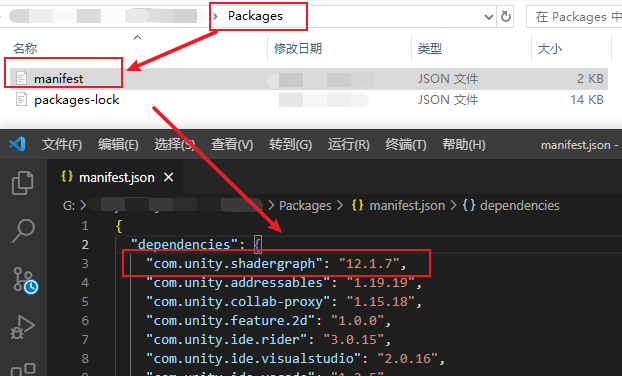 Packages
在 Packages 中
名称
修改日期
类型
大小
manifest
JSON 文件
2 KB
packages-lock
JSON 文件
14 KB
文件(F)
编辑(E)
选择(S)
查看(V)
转到(G)
运行(R)
终端(T)
帮助(H)
manifest.json -
{} manifest.json ×
G: > Packages > {} manifest.json > {} dependencies
1 {
2 "dependencies": {
3 "com.unity.shadergraph": "12.1.7",
4 "com.unity.addressables": "1.19.19",
5 "com.unity.collab-proxy": "1.15.18",
6 "com.unity.feature.2d": "1.0.0",
7 "com.unity.ide.rider": "3.0.15",
8 "com.unity.ide.visualstudio": "2.0.16",